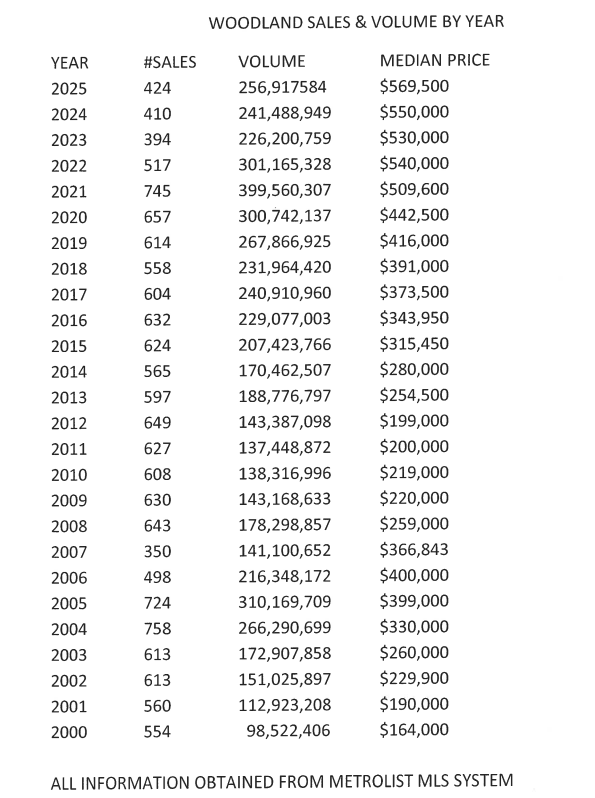 WOODLAND SALES & VOLUME BY YEAR
YEAR #SALES VOLUME MEDIAN PRICE
2025 424 256,917584 $569,500
2024 410 241,488,949 $550,000
2023 394 226,200,759 $530,000
2022 517 301,165,328 $540,000
2021 745 399,560,307 $509,600
2020 657 300,742,137 $442,500
2019 614 267,866,925 $416,000
2018 558 231,964,420 $391,000
2017 604 240,910,960 $373,500
2016 632 229,077,003 $343,950
2015 624 207,423,766 $315,450
2014 565 170,462,507 $280,000
2013 597 188,776,797 $254,500
2012 649 143,387,098 $199,000
2011 627 137,448,872 $200,000
2010 608 138,316,996 $219,000
2009 630 143,168,633 $220,000
2008 643 178,298,857 $259,000
2007 350 141,100,652 $366,843
2006 498 216,348,172 $400,000
2005 724 310,169,709 $399,000
2004 758 266,290,699 $330,000
2003 613 172,907,858 $260,000
2002 613 151,025,897 $229,900
2001 560 112,923,208 $190,000
2000 554 98,522,406 $164,000
ALL INFORMATION OBTAINED FROM METROLIST MLS SYSTEM